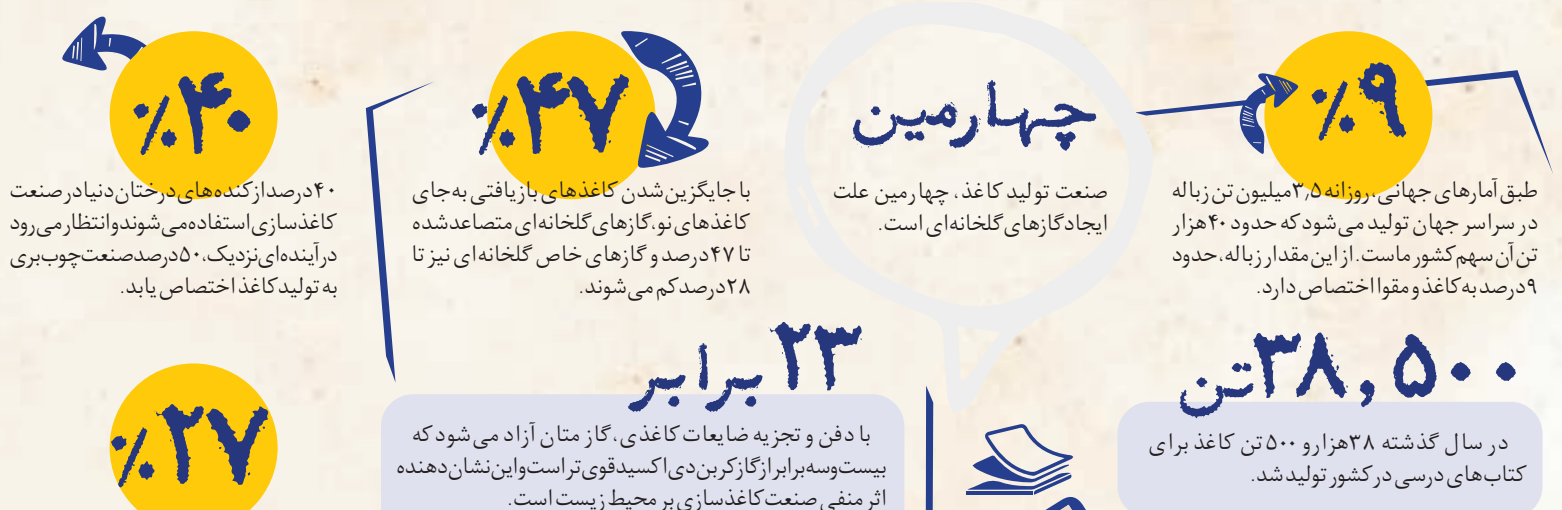 ٪۹
طبق آمارهای جهانی، روزانه ۳٫۵ میلیون تن زباله
در سراسر جهان تولید می‌شود که حدود ۴۰ هزار
تن آن سهم کشور ماست. از این مقدار زباله، حدود
۹ درصد به کاغذ و مقوا اختصاص دارد.
چهارمین
صنعت تولید کاغذ، چهارمین علت
ایجاد گازهای گلخانه‌ای است.
٪۴۷
با جایگزین شدن کاغذهای بازیافتی به‌جای
کاغذهای نو، گازهای گلخانه‌ای متصاعدشده
تا ۴۷ درصد و گازهای خاص گلخانه‌ای نیز تا
۲۸ درصد کم می‌شوند.
٪۴۰
۴۰ درصد از کنده‌های درختان دنیا در صنعت
کاغذسازی استفاده می‌شوند و انتظار می‌رود
در آینده‌ای نزدیک، ۵۰ درصد صنعت چوب‌بری
به تولید کاغذ اختصاص یابد.
۳۸,۵۰۰ تن
در سال گذشته ۳۸ هزار و ۵۰۰ تن کاغذ برای
کتاب‌های درسی در کشور تولید شد.
۲۳ برابر
با دفن و تجزیه ضایعات کاغذی، گاز متان آزاد می‌شود که
بیست‌وسه برابر از گاز کربن دی‌اکسید قوی‌تر است و این نشان‌دهنده
اثر منفی صنعت کاغذسازی بر محیط زیست است.
٪۲۷